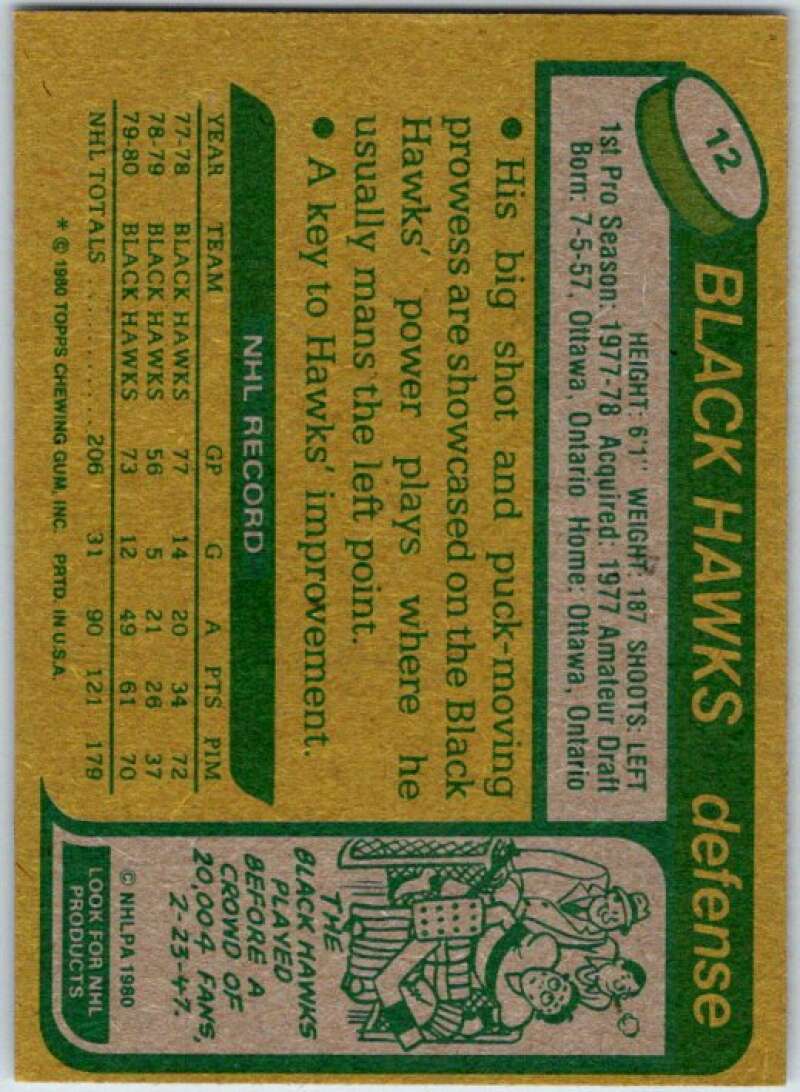 12
BLACK HAWKS defense
HEIGHT: 6'1" WEIGHT: 187 SHOOTS: LEFT
1st Pro Season: 1977-78 Acquired: 1977 Amateur Draft
Born: 7-5-57, Ottawa, Ontario Home: Ottawa, Ontario
• His big shot and puck-moving
prowess are showcased on the Black
Hawks' power plays where he
usually mans the left point.
• A key to Hawks' improvement.
NHL RECORD
YEAR TEAM GP G A PTS PIM
77-78 BLACK HAWKS 77 14 20 34 72
78-79 BLACK HAWKS 56 5 21 26 37
79-80 BLACK HAWKS 73 12 49 61 70
NHL TOTALS .......... 206 31 90 121 179
* © 1980 TOPPS CHEWING GUM, INC. PRTD. IN U.S.A.
THE
BLACK HAWKS
PLAYED
BEFORE A
CROWD OF
20,004 FANS,
2-23-47.
© NHLPA 1980
LOOK FOR NHL
PRODUCTS